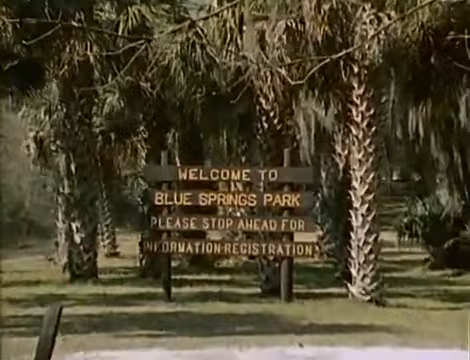 WELCOME TO
BLUE SPRINGS PARK
PLEASE STOP AHEAD FOR
INFORMATION-REGISTRATION